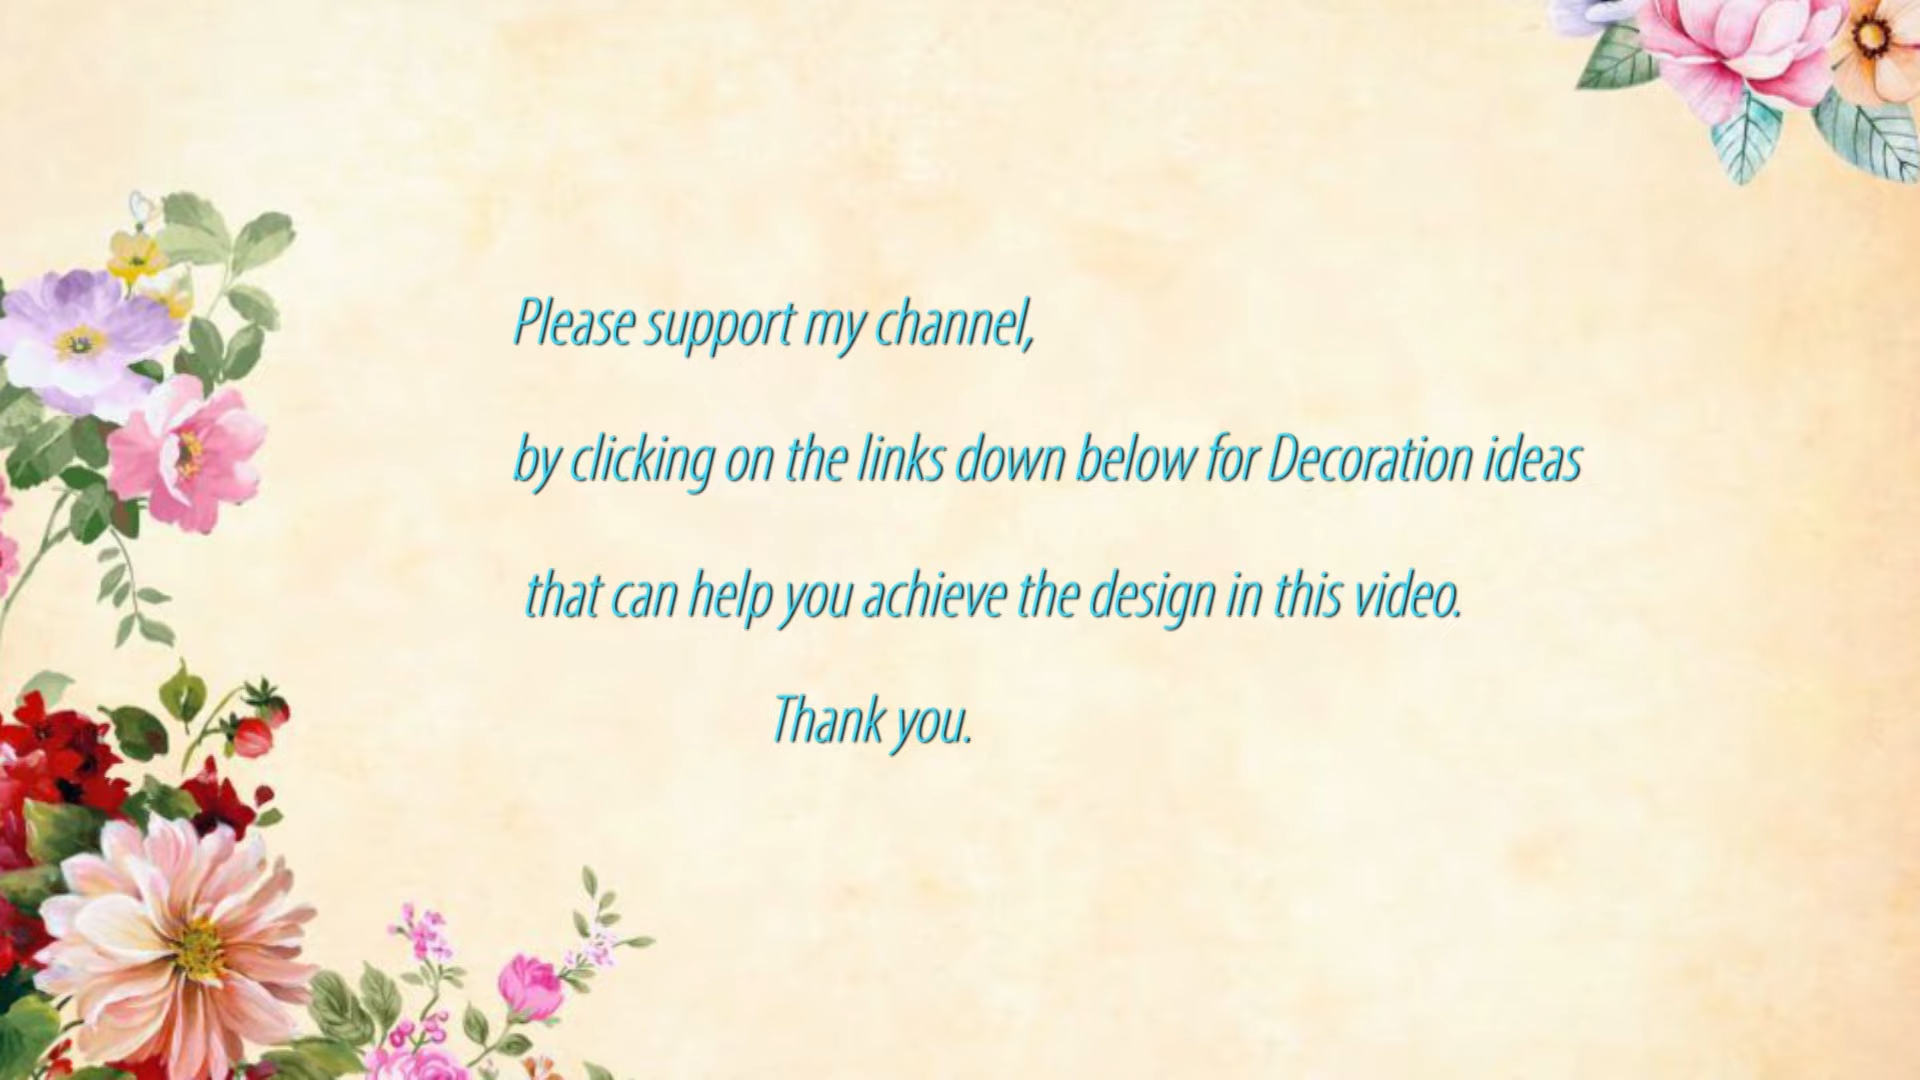 Please support my channel,
by clicking on the links down below for Decoration ideas
that can help you achieve the design in this video.
Thank you.